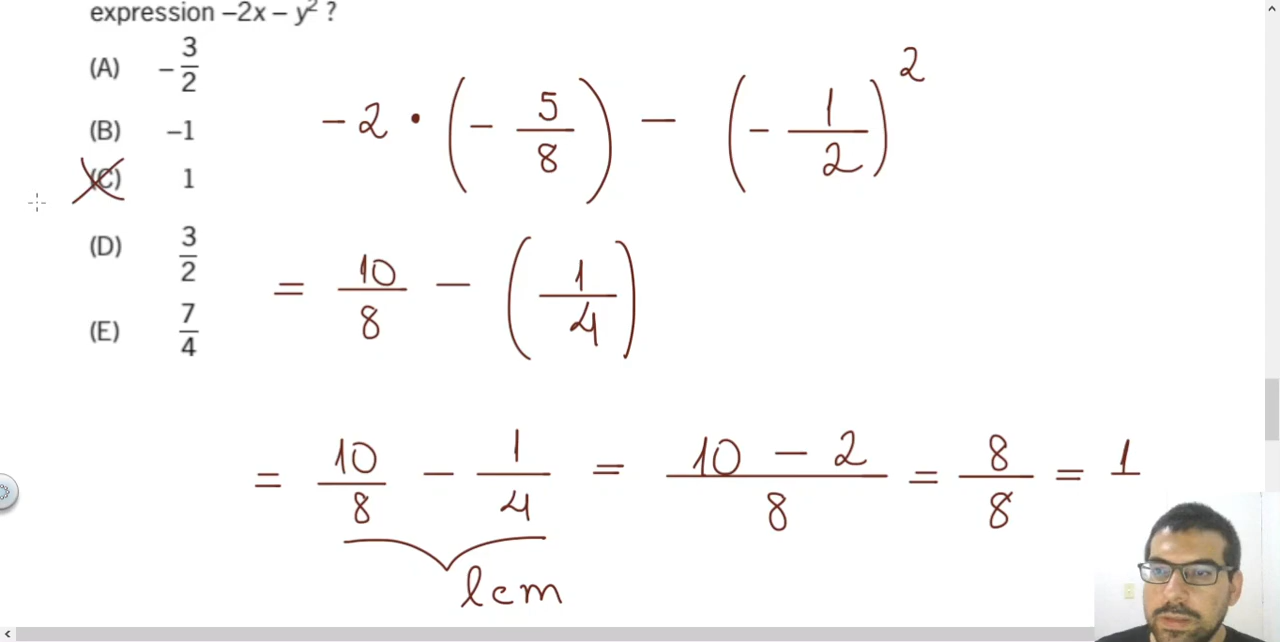 expression –2x – y² ?
(A) -3/2
(B) –1
(C) 1
(D) 3/2
(E) 7/4
-2 • (- 5/8) - (- 1/2)²
= 10/8 - (1/4)
= 10/8 - 1/4 = (10 - 2)/8 = 8/8 = 1
lcm